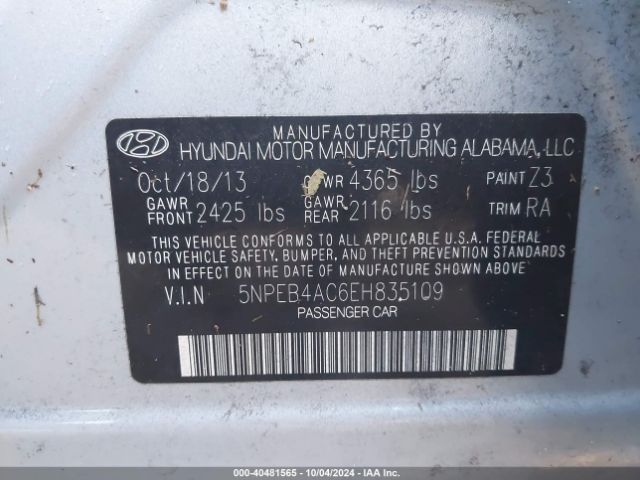 MANUFACTURED BY
HYUNDAI MOTOR MANUFACTURING ALABAMA, LLC
Oct/18/13 GVWR 4365 lbs PAINT Z3
GAWR FRONT 2425 lbs GAWR REAR 2116 lbs TRIM RA
THIS VEHICLE CONFORMS TO ALL APPLICABLE U.S.A. FEDERAL
MOTOR VEHICLE SAFETY, BUMPER, AND THEFT PREVENTION STANDARDS
IN EFFECT ON THE DATE OF MANUFACTURE SHOWN ABOVE.
V.I.N 5NPEB4AC6EH835109
PASSENGER CAR
000-40481565 - 10/04/2024 - IAA Inc.